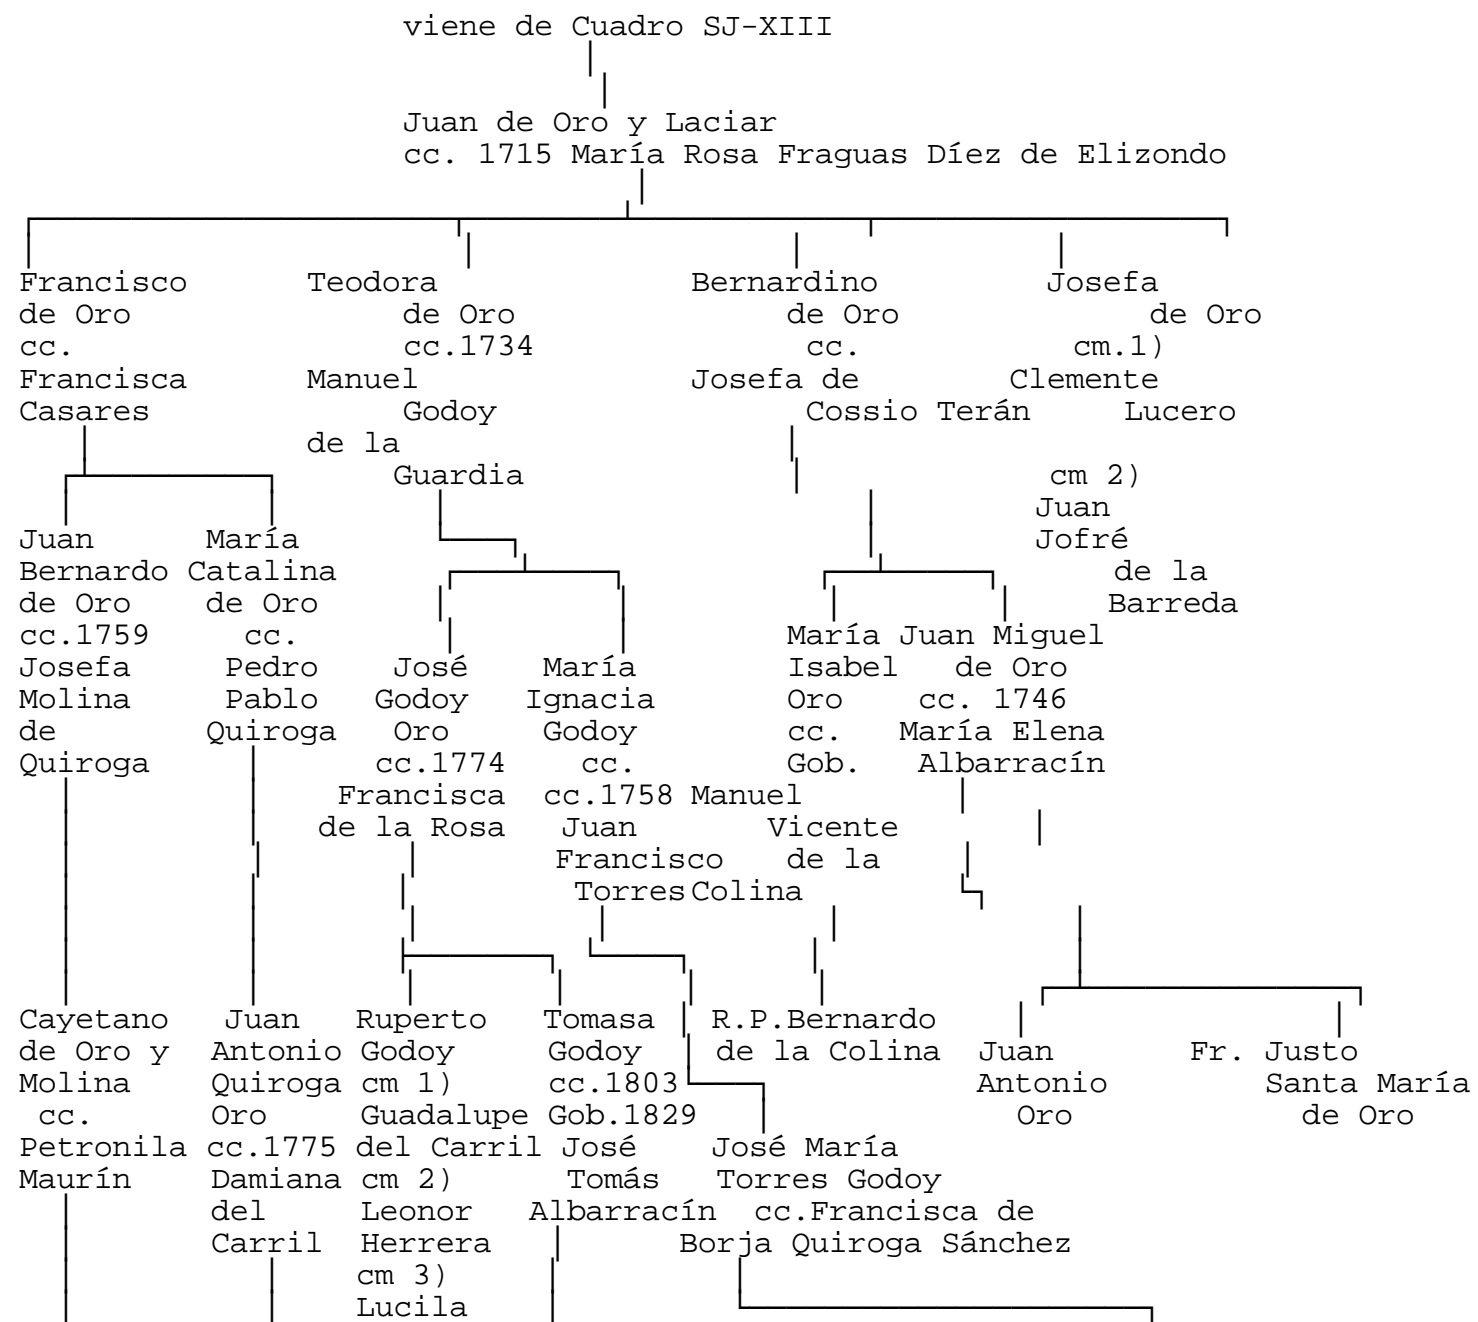 viene de Cuadro SJ-XIII
Juan de Oro y Laciar
cc. 1715 María Rosa Fraguas Díez de Elizondo
Francisco Teodora Bernardino Josefa
de Oro de Oro de Oro de Oro
cc. cc.1734 cc. cm.1)
Francisca Manuel Josefa de Clemente
Casares Godoy Cossio Terán Lucero
de la
Guardia cm 2)
Juan
Juan María Jofré
Bernardo Catalina de la
de Oro de Oro Barreda
cc.1759 cc. María Juan Miguel
Josefa Pedro José María Isabel de Oro
Molina Pablo Godoy Ignacia Oro cc. 1746
de Quiroga Oro Godoy cc. María Elena
Quiroga cc.1774 cc. Gob. Albarracín
Francisca cc.1758 Manuel
de la Rosa Juan Vicente
Francisco de la
Torres Colina
Cayetano Juan Ruperto Tomasa R.P.Bernardo
de Oro y Antonio Godoy Godoy de la Colina Juan Fr. Justo
Molina Quiroga cm 1) cc.1803 Antonio Santa María
cc. Oro Guadalupe Gob.1829 Oro de Oro
Petronila cc.1775 del Carril José José María
Maurín Damiana cm 2) Tomás Torres Godoy
del Leonor Albarracín cc.Francisca de
Carril Herrera Borja Quiroga Sánchez
cm 3)
Lucila